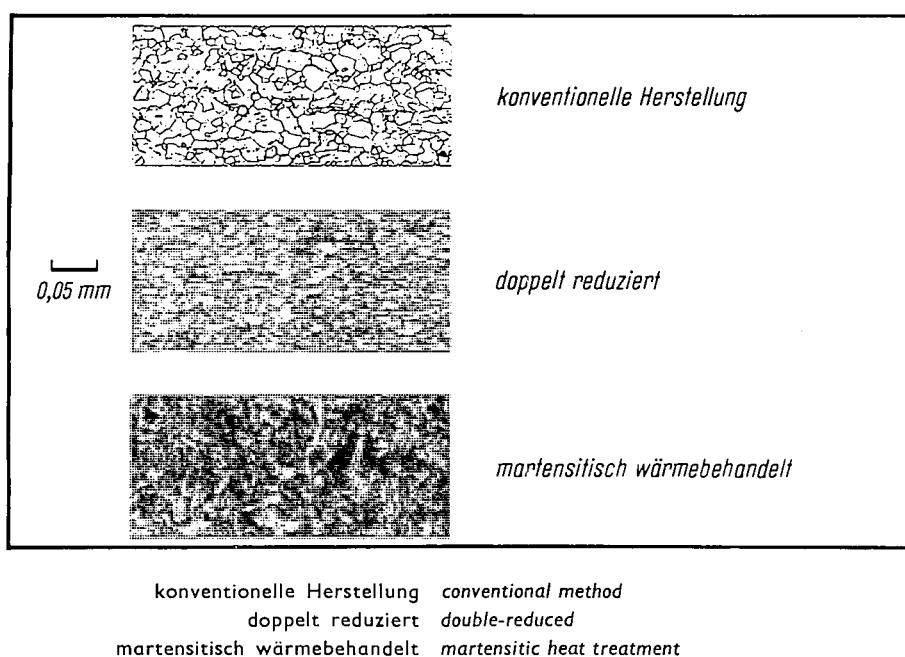 konventionelle Herstellung
0,05 mm
doppelt reduziert
martensitisch wärmebehandelt
konventionelle Herstellung conventional method
doppelt reduziert double-reduced
martensitisch wärmebehandelt martensitic heat treatment